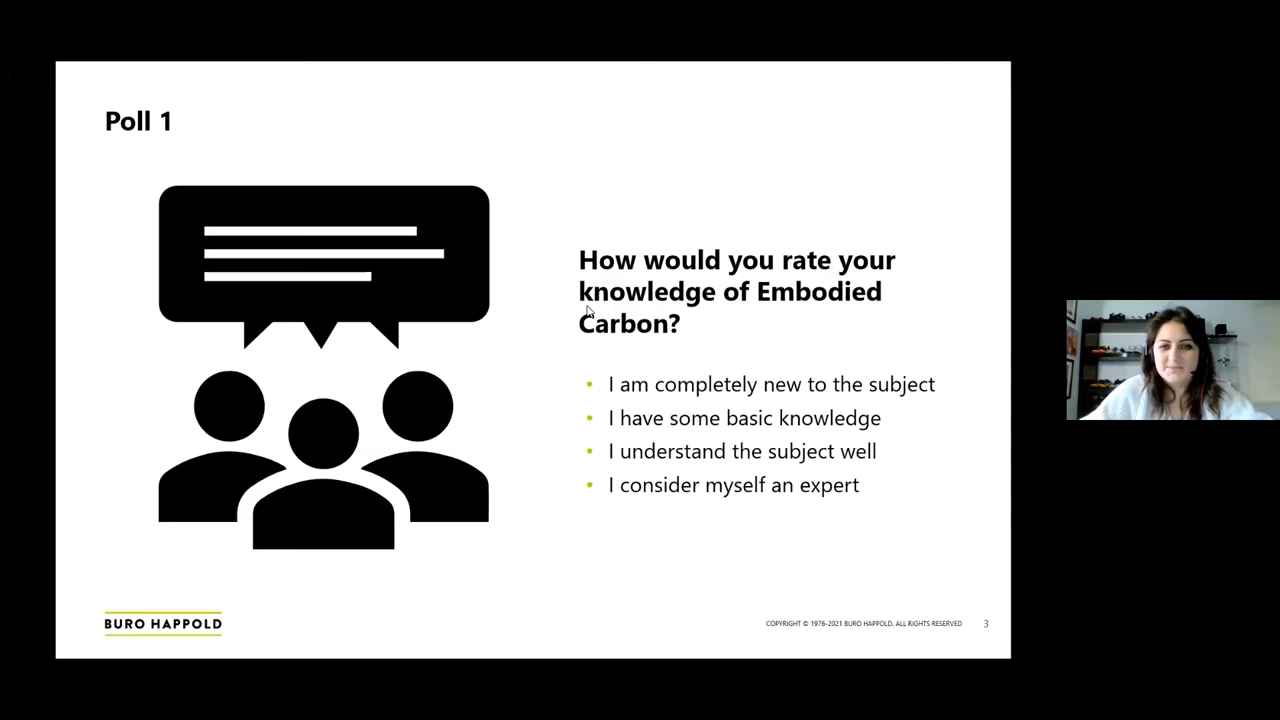 Poll 1
How would you rate your
knowledge of Embodied
Carbon?
• I am completely new to the subject
• I have some basic knowledge
• I understand the subject well
• I consider myself an expert
BURO HAPPOLD
COPYRIGHT © 1976-2021 BURO HAPPOLD. ALL RIGHTS RESERVED
3